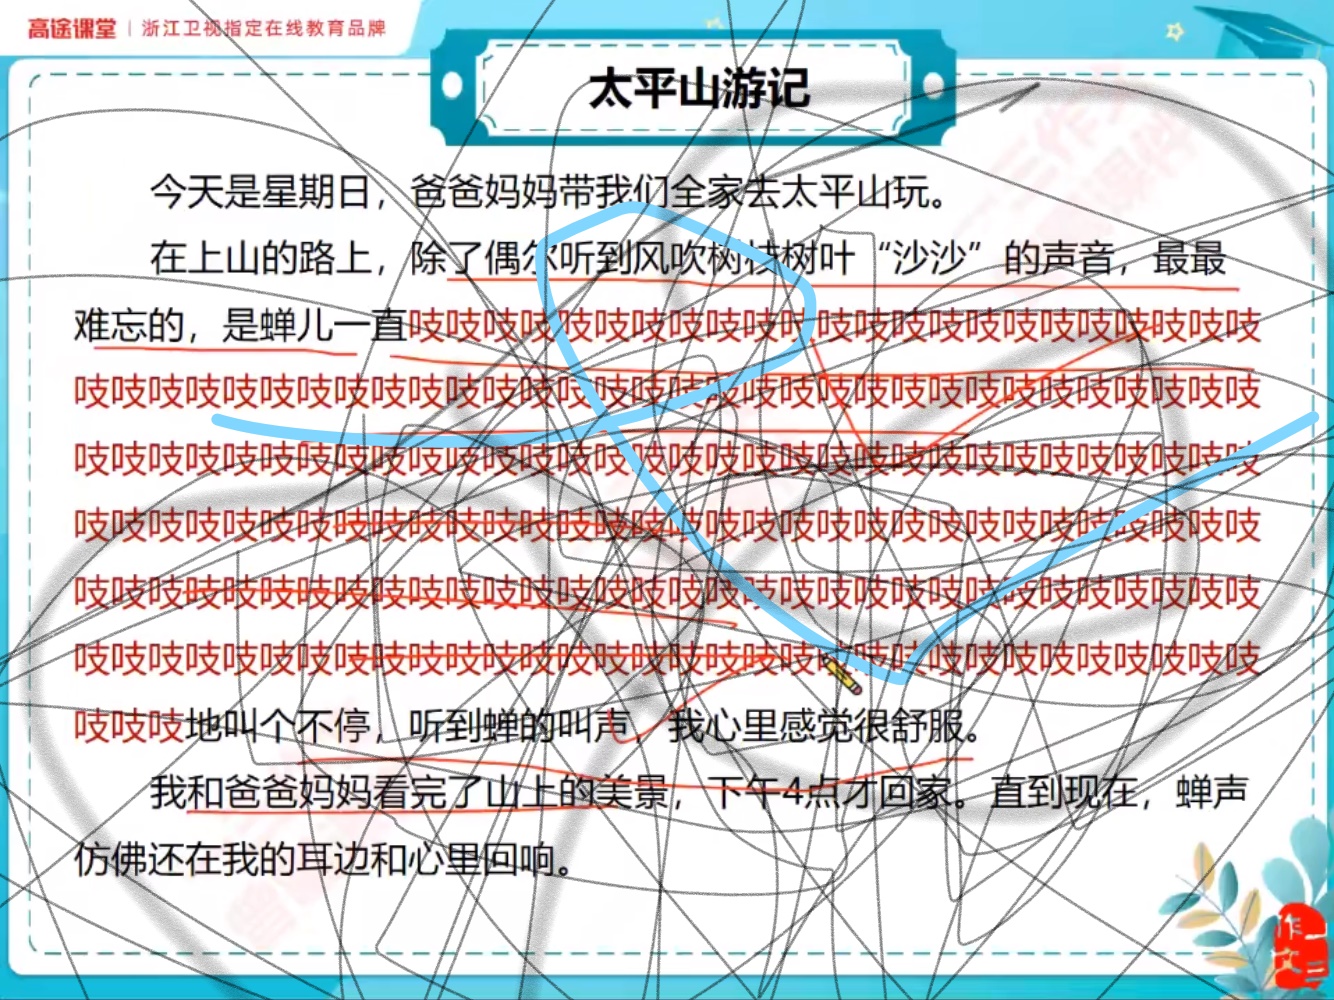 高途课堂 | 浙江卫视指定在线教育品牌
太平山游记
今天是星期日，爸爸妈妈带我们全家去太平山玩。
在上山的路上，除了偶尔听到风吹树枝树叶“沙沙”的声音，最最
难忘的，是蝉儿一直吱吱吱吱吱吱吱吱吱吱吱吱吱吱吱吱吱吱吱吱吱吱吱
吱吱吱吱吱吱吱吱吱吱吱吱吱吱吱吱吱吱吱吱吱吱吱吱吱吱吱吱吱吱吱吱
吱吱吱吱吱吱吱吱吱吱吱吱吱吱吱吱吱吱吱吱吱吱吱吱吱吱吱吱吱吱吱吱
吱吱吱吱吱吱吱吱吱吱吱吱吱吱吱吱吱吱吱吱吱吱吱吱吱吱吱吱吱吱吱吱
吱吱吱吱吱吱吱吱吱吱吱吱吱吱吱吱吱吱吱吱吱吱吱吱吱吱吱吱吱吱吱吱
吱吱吱吱吱吱吱吱吱吱吱吱吱吱吱吱吱吱吱吱吱吱吱吱吱吱吱吱吱吱吱吱
吱吱吱地叫个不停，听到蝉的叫声，我心里感觉很舒服。
我和爸爸妈妈看完了山上的美景，下午4点才回家。直到现在，蝉声
仿佛还在我的耳边和心里回响。